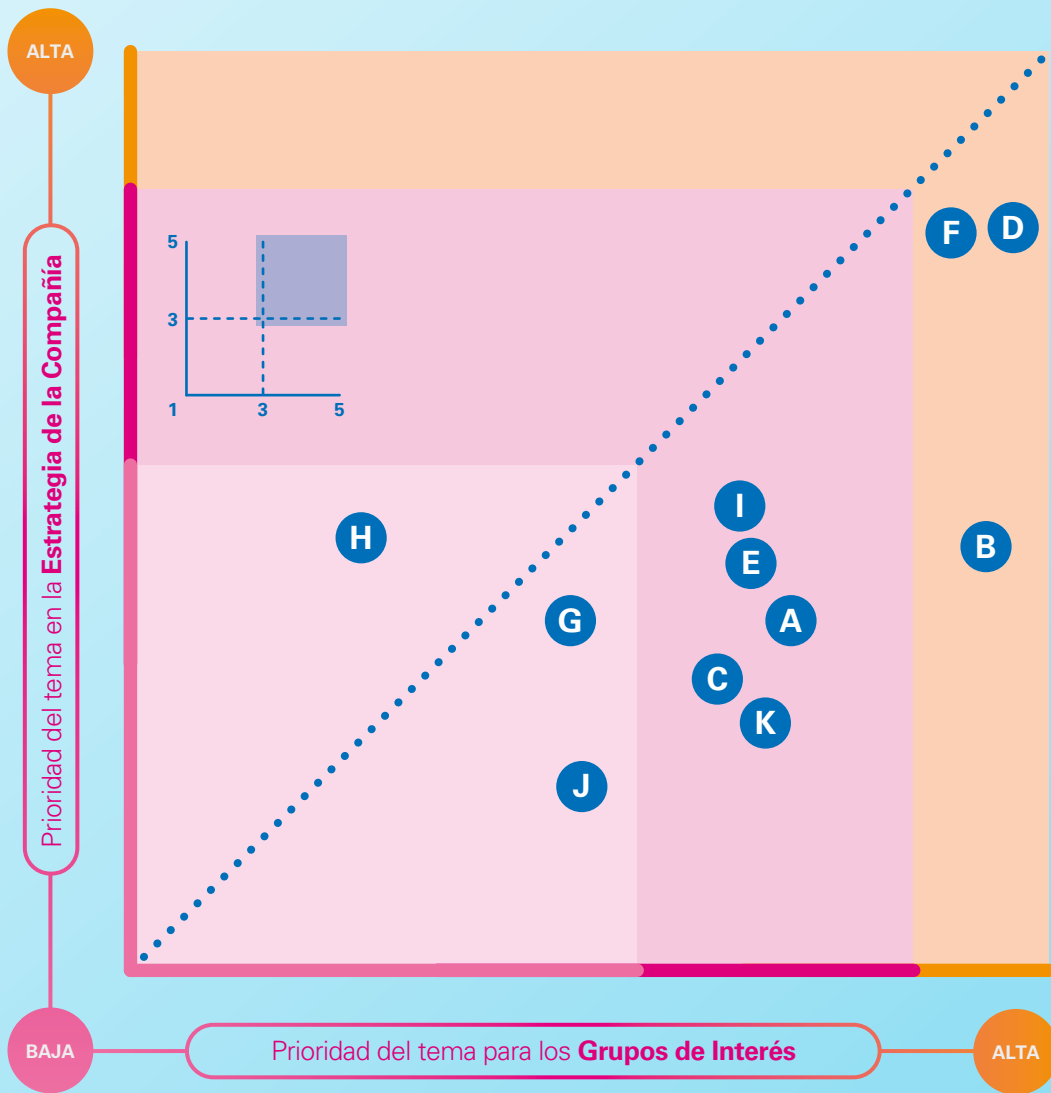 ALTA
Prioridad del tema en la Estrategia de la Compañía
5
3
1
3
5
F
D
I
H
B
E
G
A
C
K
J
BAJA
Prioridad del tema para los Grupos de Interés
ALTA